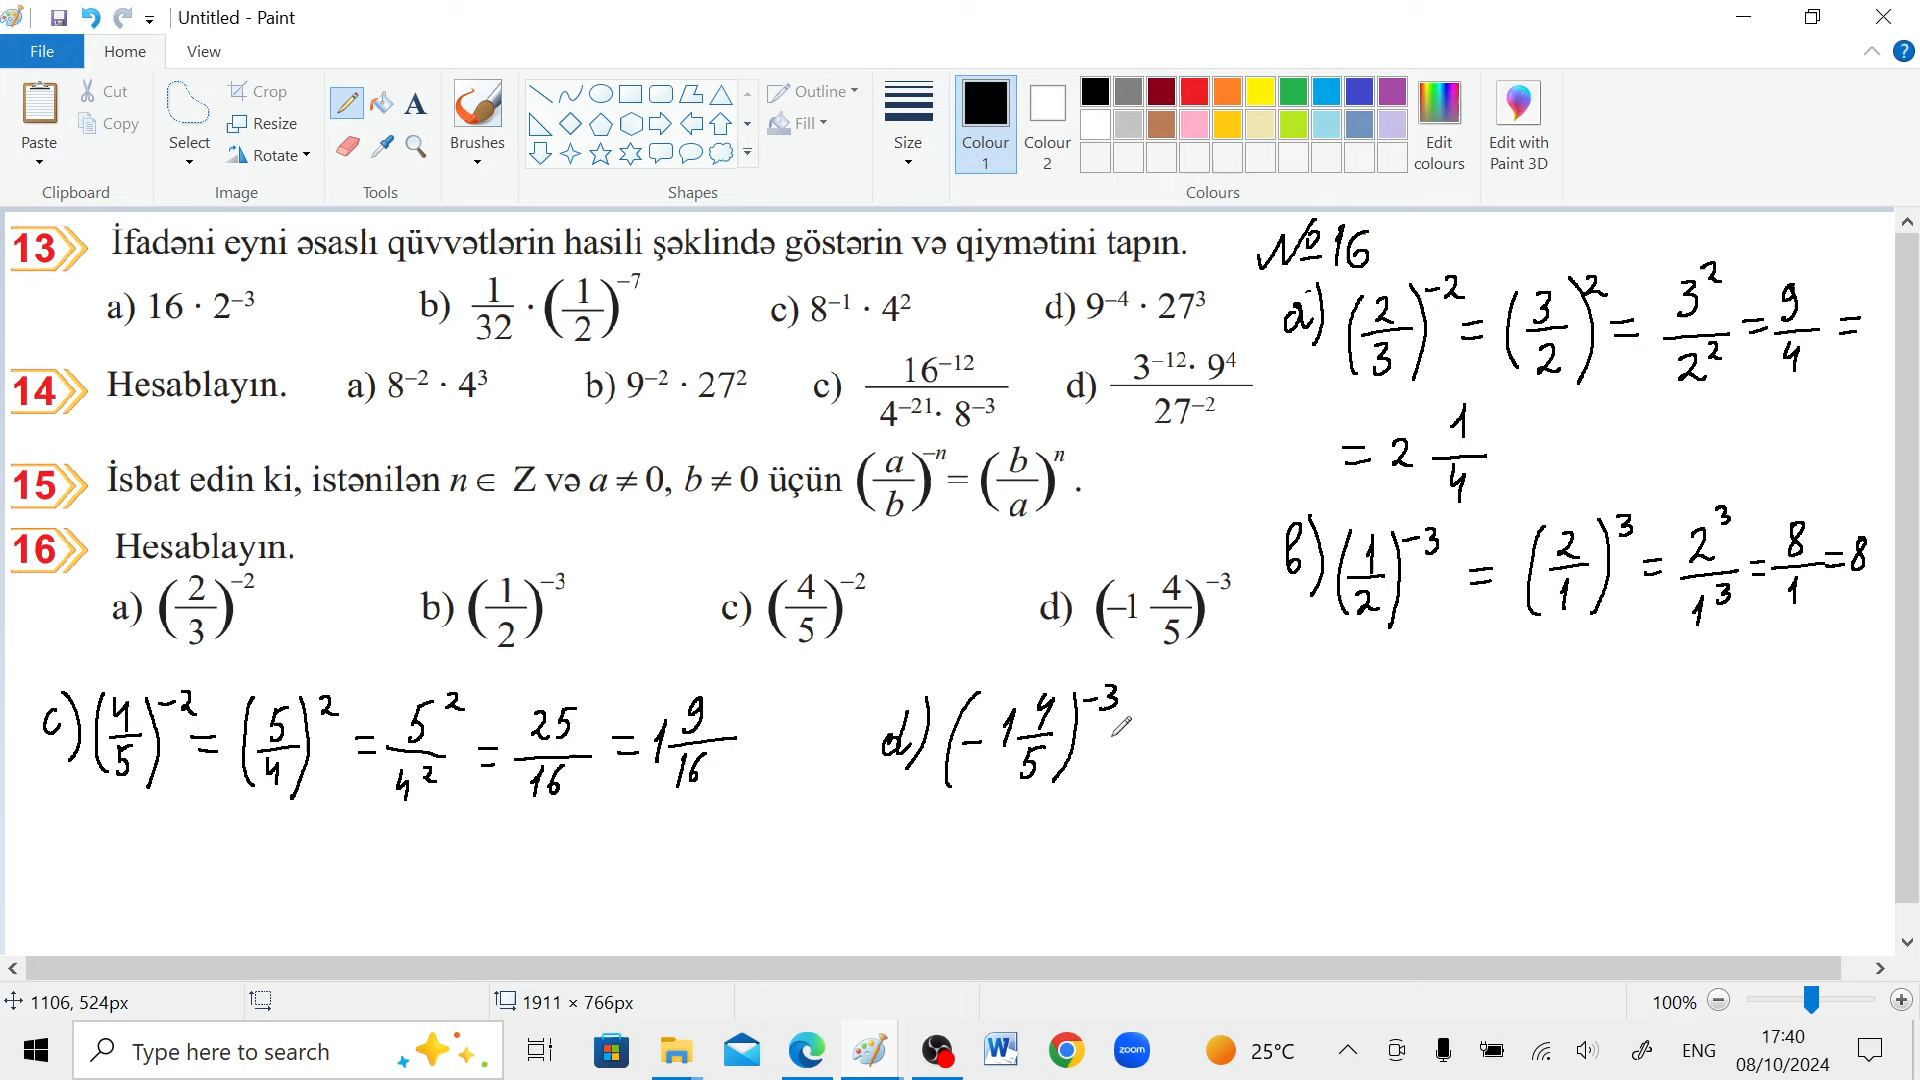 Untitled - Paint
File Home View
Paste Cut Copy Clipboard
Select Crop Resize Rotate Image
Tools
Brushes
Shapes Outline Fill
Size
Colour 1 Colour 2
Colours
Edit colours
Edit with Paint 3D
13 İfadəni eyni əsaslı qüvvətlərin hasili şəklində göstərin və qiymətini tapın.
a) 16 · 2⁻³ b) 1/32 · (1/2)⁻⁷ c) 8⁻¹ · 4² d) 9⁻⁴ · 27³
14 Hesablayın. a) 8⁻² · 4³ b) 9⁻² · 27² c) 16⁻¹²/(4⁻²¹· 8⁻³) d) (3⁻¹²· 9⁴)/27⁻²
15 İsbat edin ki, istənilən n ∈ Z və a ≠ 0, b ≠ 0 üçün (a/b)⁻ⁿ = (b/a)ⁿ .
16 Hesablayın.
a) (2/3)⁻² b) (1/2)⁻³ c) (4/5)⁻² d) (–1 4/5)⁻³
№ 16
a) (2/3)⁻² = (3/2)² = 3²/2² = 9/4 =
= 2 1/4
b) (1/2)⁻³ = (2/1)³ = 2³/1³ = 8/1 = 8
c) (4/5)⁻² = (5/4)² = 5²/4² = 25/16 = 1 9/16
d) (- 1 4/5)⁻³
1106, 524px 1911 × 766px 100%
Type here to search
zoom
25°C ENG 17:40
08/10/2024